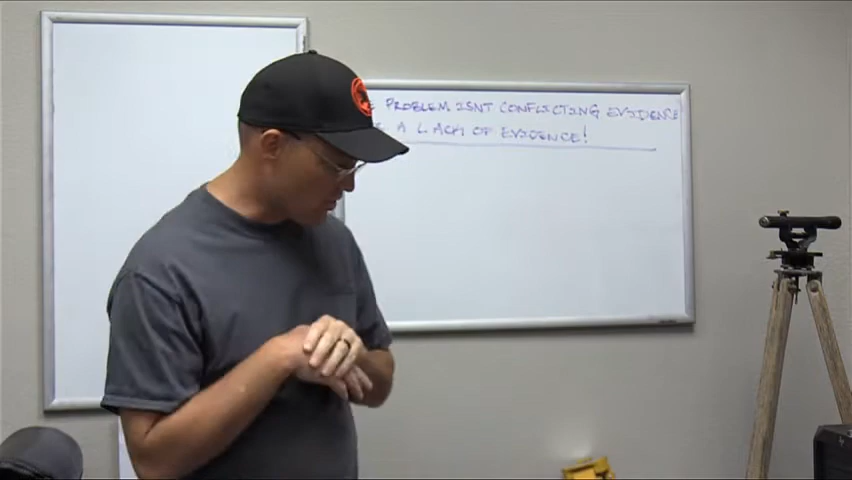 PROBLEM ISNT CONFLICTING EVIDENCE
A LACK OF EVIDENCE!